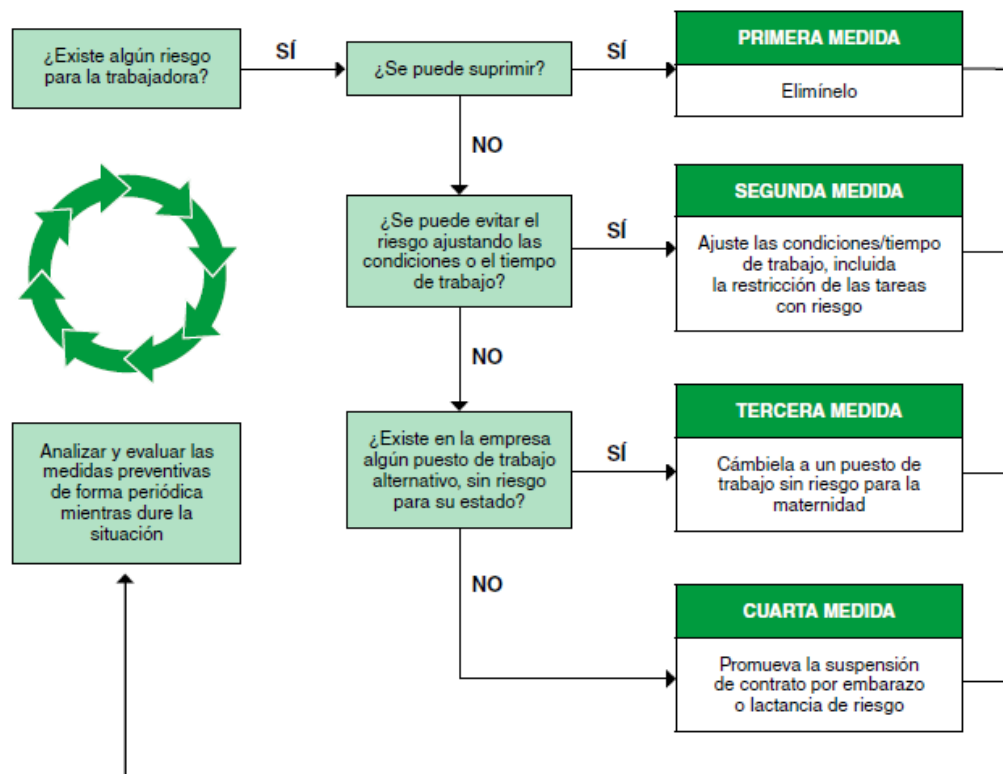 ¿Existe algún riesgo
para la trabajadora?
SÍ
¿Se puede suprimir?
SÍ
PRIMERA MEDIDA
Elimínelo
NO
¿Se puede evitar el
riesgo ajustando las
condiciones o el tiempo
de trabajo?
SÍ
SEGUNDA MEDIDA
Ajuste las condiciones/tiempo
de trabajo, incluida
la restricción de las tareas
con riesgo
NO
¿Existe en la empresa
algún puesto de trabajo
alternativo, sin riesgo
para su estado?
SÍ
TERCERA MEDIDA
Cámbiela a un puesto de
trabajo sin riesgo para la
maternidad
Analizar y evaluar las
medidas preventivas
de forma periódica
mientras dure la
situación
NO
CUARTA MEDIDA
Promueva la suspensión
de contrato por embarazo
o lactancia de riesgo